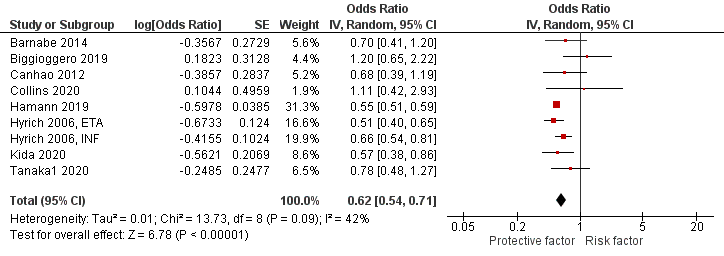 Odds Ratio Odds Ratio
Study or Subgroup log[Odds Ratio] SE Weight IV, Random, 95% CI IV, Random, 95% CI
Barnabe 2014 -0.3567 0.2729 5.6% 0.70 [0.41, 1.20]
Biggioggero 2019 0.1823 0.3128 4.4% 1.20 [0.65, 2.22]
Canhao 2012 -0.3857 0.2837 5.3% 0.68 [0.39, 1.19]
Collins 2020 0.1044 0.4959 1.9% 1.11 [0.42, 2.93]
Hamann 2019 -0.5978 0.0385 31.3% 0.55 [0.51, 0.59]
Hyrich 2006, ETA -0.6733 0.124 16.6% 0.51 [0.40, 0.65]
Hyrich 2006, INF -0.4155 0.1024 19.9% 0.66 [0.54, 0.81]
Kida 2020 -0.5621 0.2069 8.6% 0.57 [0.38, 0.86]
Tanaka1 2020 -0.2485 0.2477 6.5% 0.78 [0.48, 1.27]
Total (95% CI) 100.0% 0.62 [0.54, 0.71]
Heterogeneity: Tau² = 0.01; Chi² = 13.73, df = 8 (P = 0.09); I² = 42%
Test for overall effect: Z = 6.78 (P < 0.00001)
0.05 0.2 1 5 20
Protective factor Risk factor